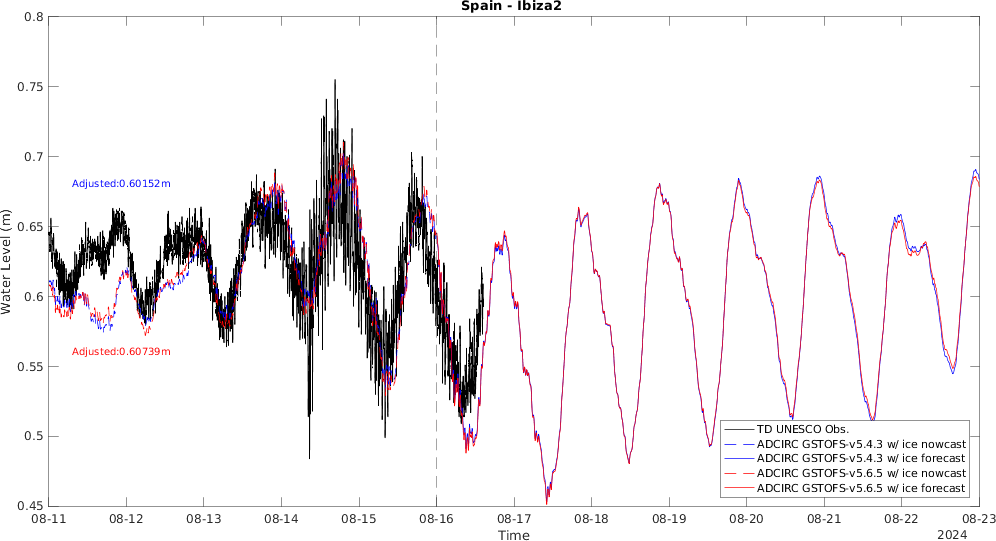 Spain - Ibiza2
0.8
0.75
0.7
0.65
0.6
0.55
0.5
0.45
Water Level (m)
Adjusted:0.60152m
Adjusted:0.60739m
TD UNESCO Obs.
ADCIRC GSTOFS-v5.4.3 w/ ice nowcast
ADCIRC GSTOFS-v5.4.3 w/ ice forecast
ADCIRC GSTOFS-v5.6.5 w/ ice nowcast
ADCIRC GSTOFS-v5.6.5 w/ ice forecast
08-11 08-12 08-13 08-14 08-15 08-16 08-17 08-18 08-19 08-20 08-21 08-22 08-23
Time
2024